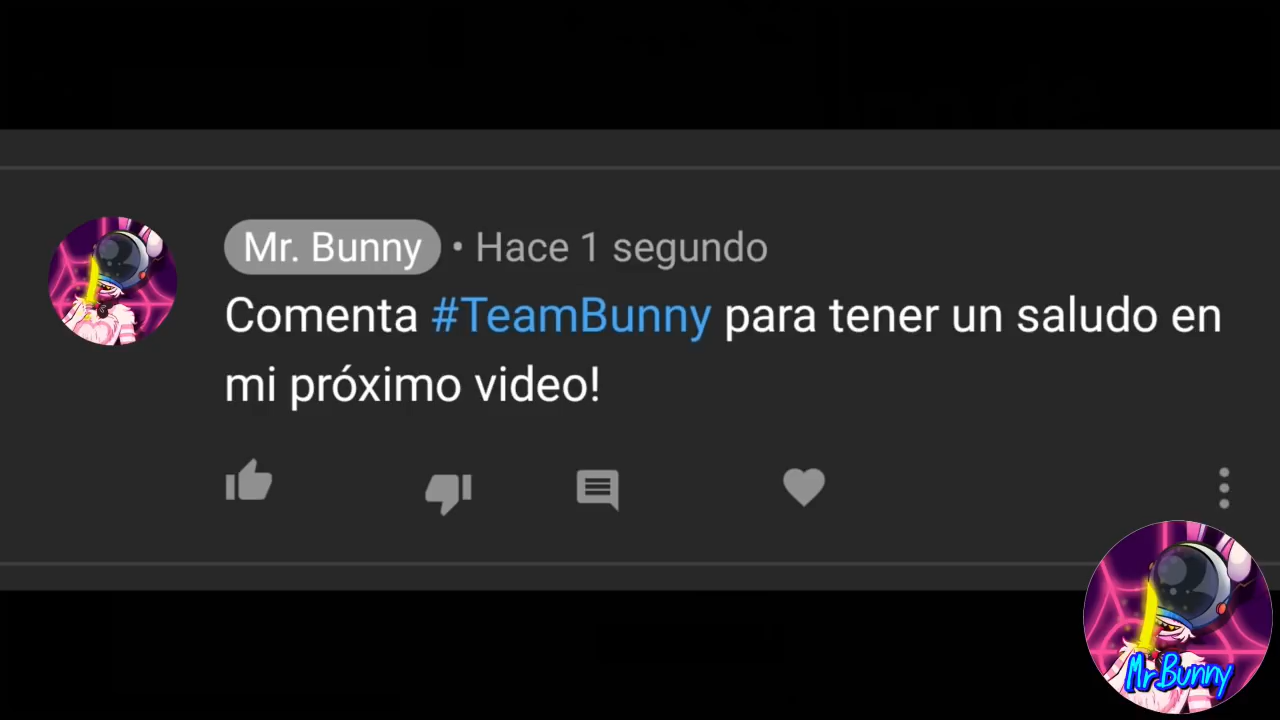 Mr. Bunny • Hace 1 segundo
Comenta #TeamBunny para tener un saludo en
mi próximo video!
MrBunny